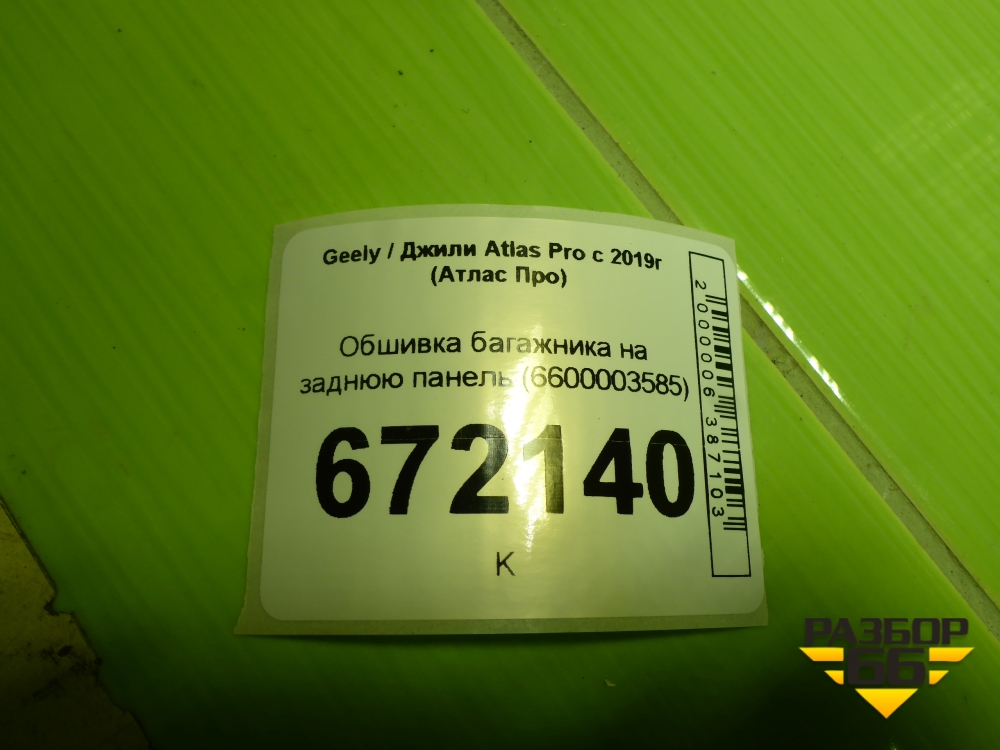 Geely / Джили Atlas Pro с 2019г
(Атлас Про)
Обшивка багажника на
заднюю панель (6600003585)
672140
К
2000006387103
РАЗБОР
66